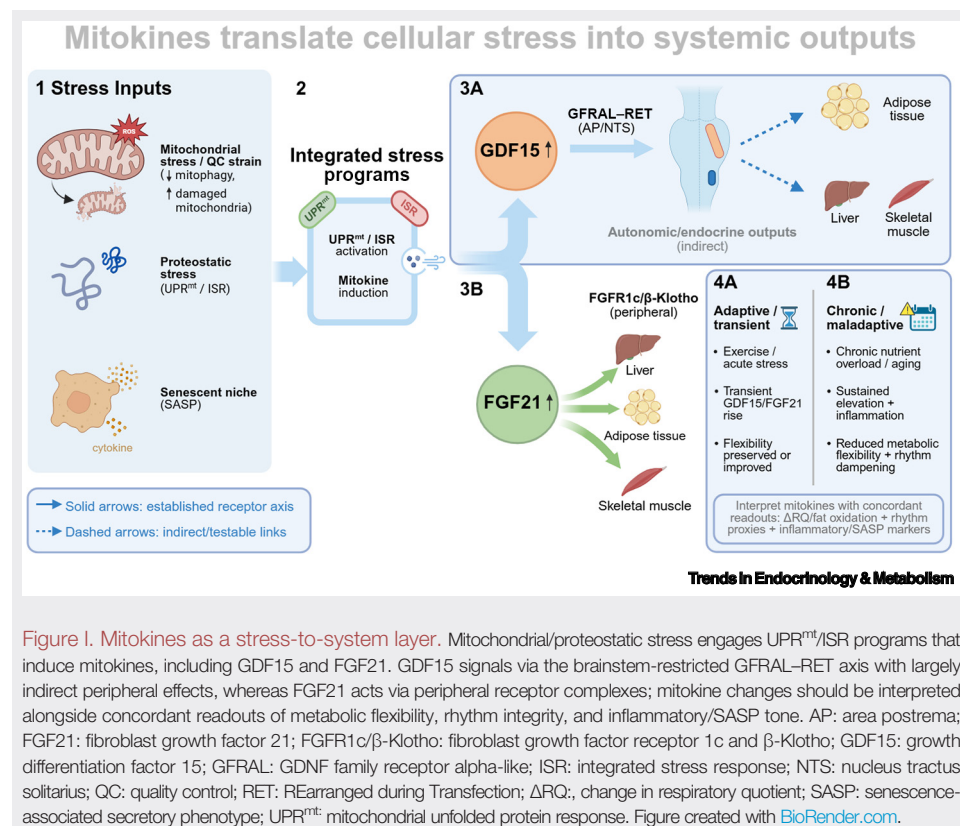 Mitokines translate cellular stress into systemic outputs
1 Stress Inputs
ROS
Mitochondrial
stress / QC strain
(↓ mitophagy,
↑ damaged
mitochondria)
Proteostatic
stress
(UPRmt / ISR)
Senescent niche
(SASP)
cytokine
2
Integrated stress
programs
UPRmt
ISR
UPRmt / ISR
activation
Mitokine
induction
3A
GDF15 ↑
GFRAL–RET
(AP/NTS)
Autonomic/endocrine outputs
(indirect)
Adipose
tissue
Liver
Skeletal
muscle
3B
FGF21 ↑
FGFR1c/β-Klotho
(peripheral)
Liver
Adipose tissue
Skeletal muscle
4A
Adaptive /
transient
• Exercise /
acute stress
• Transient
GDF15/FGF21
rise
• Flexibility
preserved or
improved
4B
Chronic /
maladaptive
• Chronic nutrient
overload / aging
• Sustained
elevation +
inflammation
• Reduced metabolic
flexibility + rhythm
dampening
Interpret mitokines with concordant
readouts: ΔRQ/fat oxidation + rhythm
proxies + inflammatory/SASP markers
Solid arrows: established receptor axis
Dashed arrows: indirect/testable links
Trends in Endocrinology & Metabolism
Figure I. Mitokines as a stress-to-system layer. Mitochondrial/proteostatic stress engages UPRmt/ISR programs that
induce mitokines, including GDF15 and FGF21. GDF15 signals via the brainstem-restricted GFRAL–RET axis with largely
indirect peripheral effects, whereas FGF21 acts via peripheral receptor complexes; mitokine changes should be interpreted
alongside concordant readouts of metabolic flexibility, rhythm integrity, and inflammatory/SASP tone. AP: area postrema;
FGF21: fibroblast growth factor 21; FGFR1c/β-Klotho: fibroblast growth factor receptor 1c and β-Klotho; GDF15: growth
differentiation factor 15; GFRAL: GDNF family receptor alpha-like; ISR: integrated stress response; NTS: nucleus tractus
solitarius; QC: quality control; RET: REarranged during Transfection; ΔRQ:, change in respiratory quotient; SASP: senescence-
associated secretory phenotype; UPRmt: mitochondrial unfolded protein response. Figure created with BioRender.com.